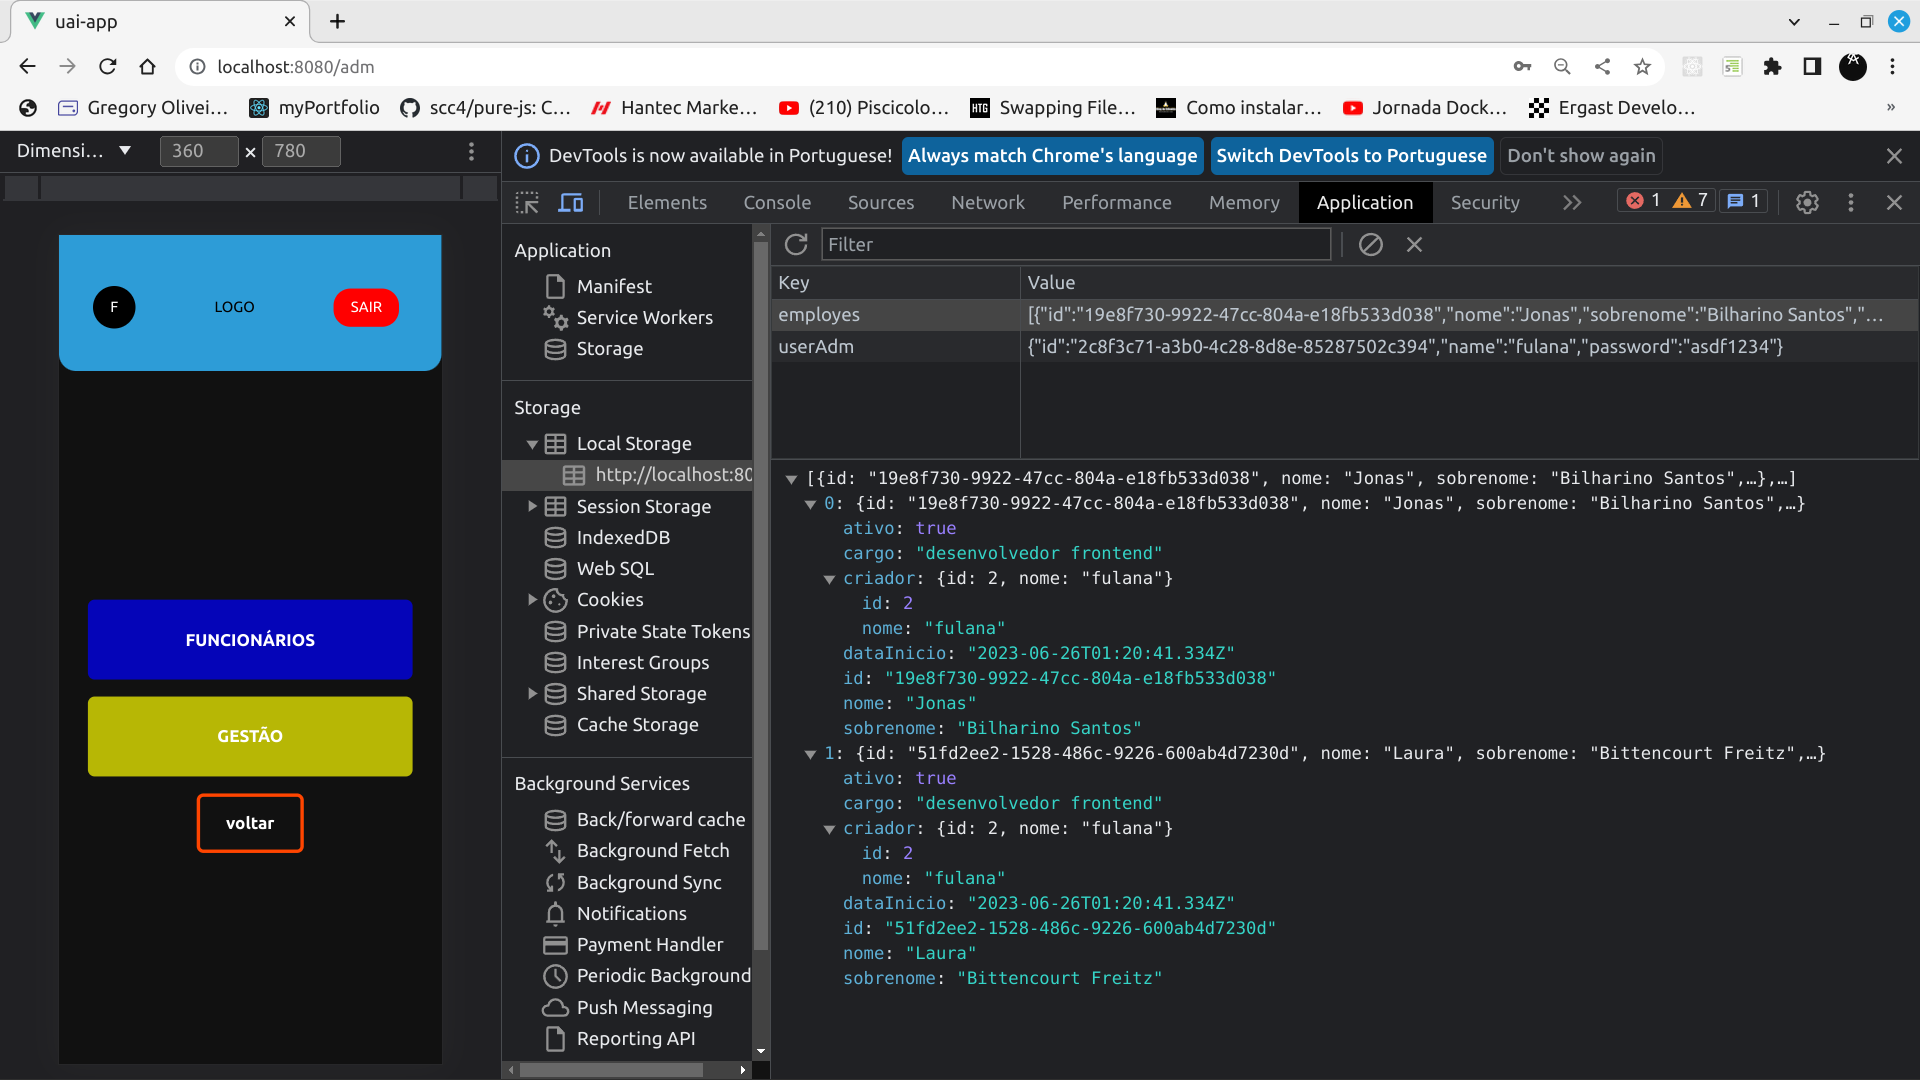 uai-app
localhost:8080/adm
Gregory Olivei…
myPortfolio
scc4/pure-js: C…
Hantec Marke…
(210) Piscicolo…
Swapping File…
Como instalar…
Jornada Dock…
Ergast Develo…
»
Dimensi…
360
×
780
DevTools is now available in Portuguese!
Always match Chrome's language
Switch DevTools to Portuguese
Don't show again
Elements
Console
Sources
Network
Performance
Memory
Application
Security
1
7
1
F
LOGO
SAIR
FUNCIONÁRIOS
GESTÃO
voltar
Application
Manifest
Service Workers
Storage
Storage
Local Storage
http://localhost:80
Session Storage
IndexedDB
Web SQL
Cookies
Private State Tokens
Interest Groups
Shared Storage
Cache Storage
Background Services
Back/forward cache
Background Fetch
Background Sync
Notifications
Payment Handler
Periodic Background
Push Messaging
Reporting API
Filter
Key
Value
employes
[{"id":"19e8f730-9922-47cc-804a-e18fb533d038","nome":"Jonas","sobrenome":"Bilharino Santos","…
userAdm
{"id":"2c8f3c71-a3b0-4c28-8d8e-85287502c394","name":"fulana","password":"asdf1234"}
[{id: "19e8f730-9922-47cc-804a-e18fb533d038", nome: "Jonas", sobrenome: "Bilharino Santos",…},…]
0: {id: "19e8f730-9922-47cc-804a-e18fb533d038", nome: "Jonas", sobrenome: "Bilharino Santos",…}
ativo: true
cargo: "desenvolvedor frontend"
criador: {id: 2, nome: "fulana"}
id: 2
nome: "fulana"
dataInicio: "2023-06-26T01:20:41.334Z"
id: "19e8f730-9922-47cc-804a-e18fb533d038"
nome: "Jonas"
sobrenome: "Bilharino Santos"
1: {id: "51fd2ee2-1528-486c-9226-600ab4d7230d", nome: "Laura", sobrenome: "Bittencourt Freitz",…}
ativo: true
cargo: "desenvolvedor frontend"
criador: {id: 2, nome: "fulana"}
id: 2
nome: "fulana"
dataInicio: "2023-06-26T01:20:41.334Z"
id: "51fd2ee2-1528-486c-9226-600ab4d7230d"
nome: "Laura"
sobrenome: "Bittencourt Freitz"